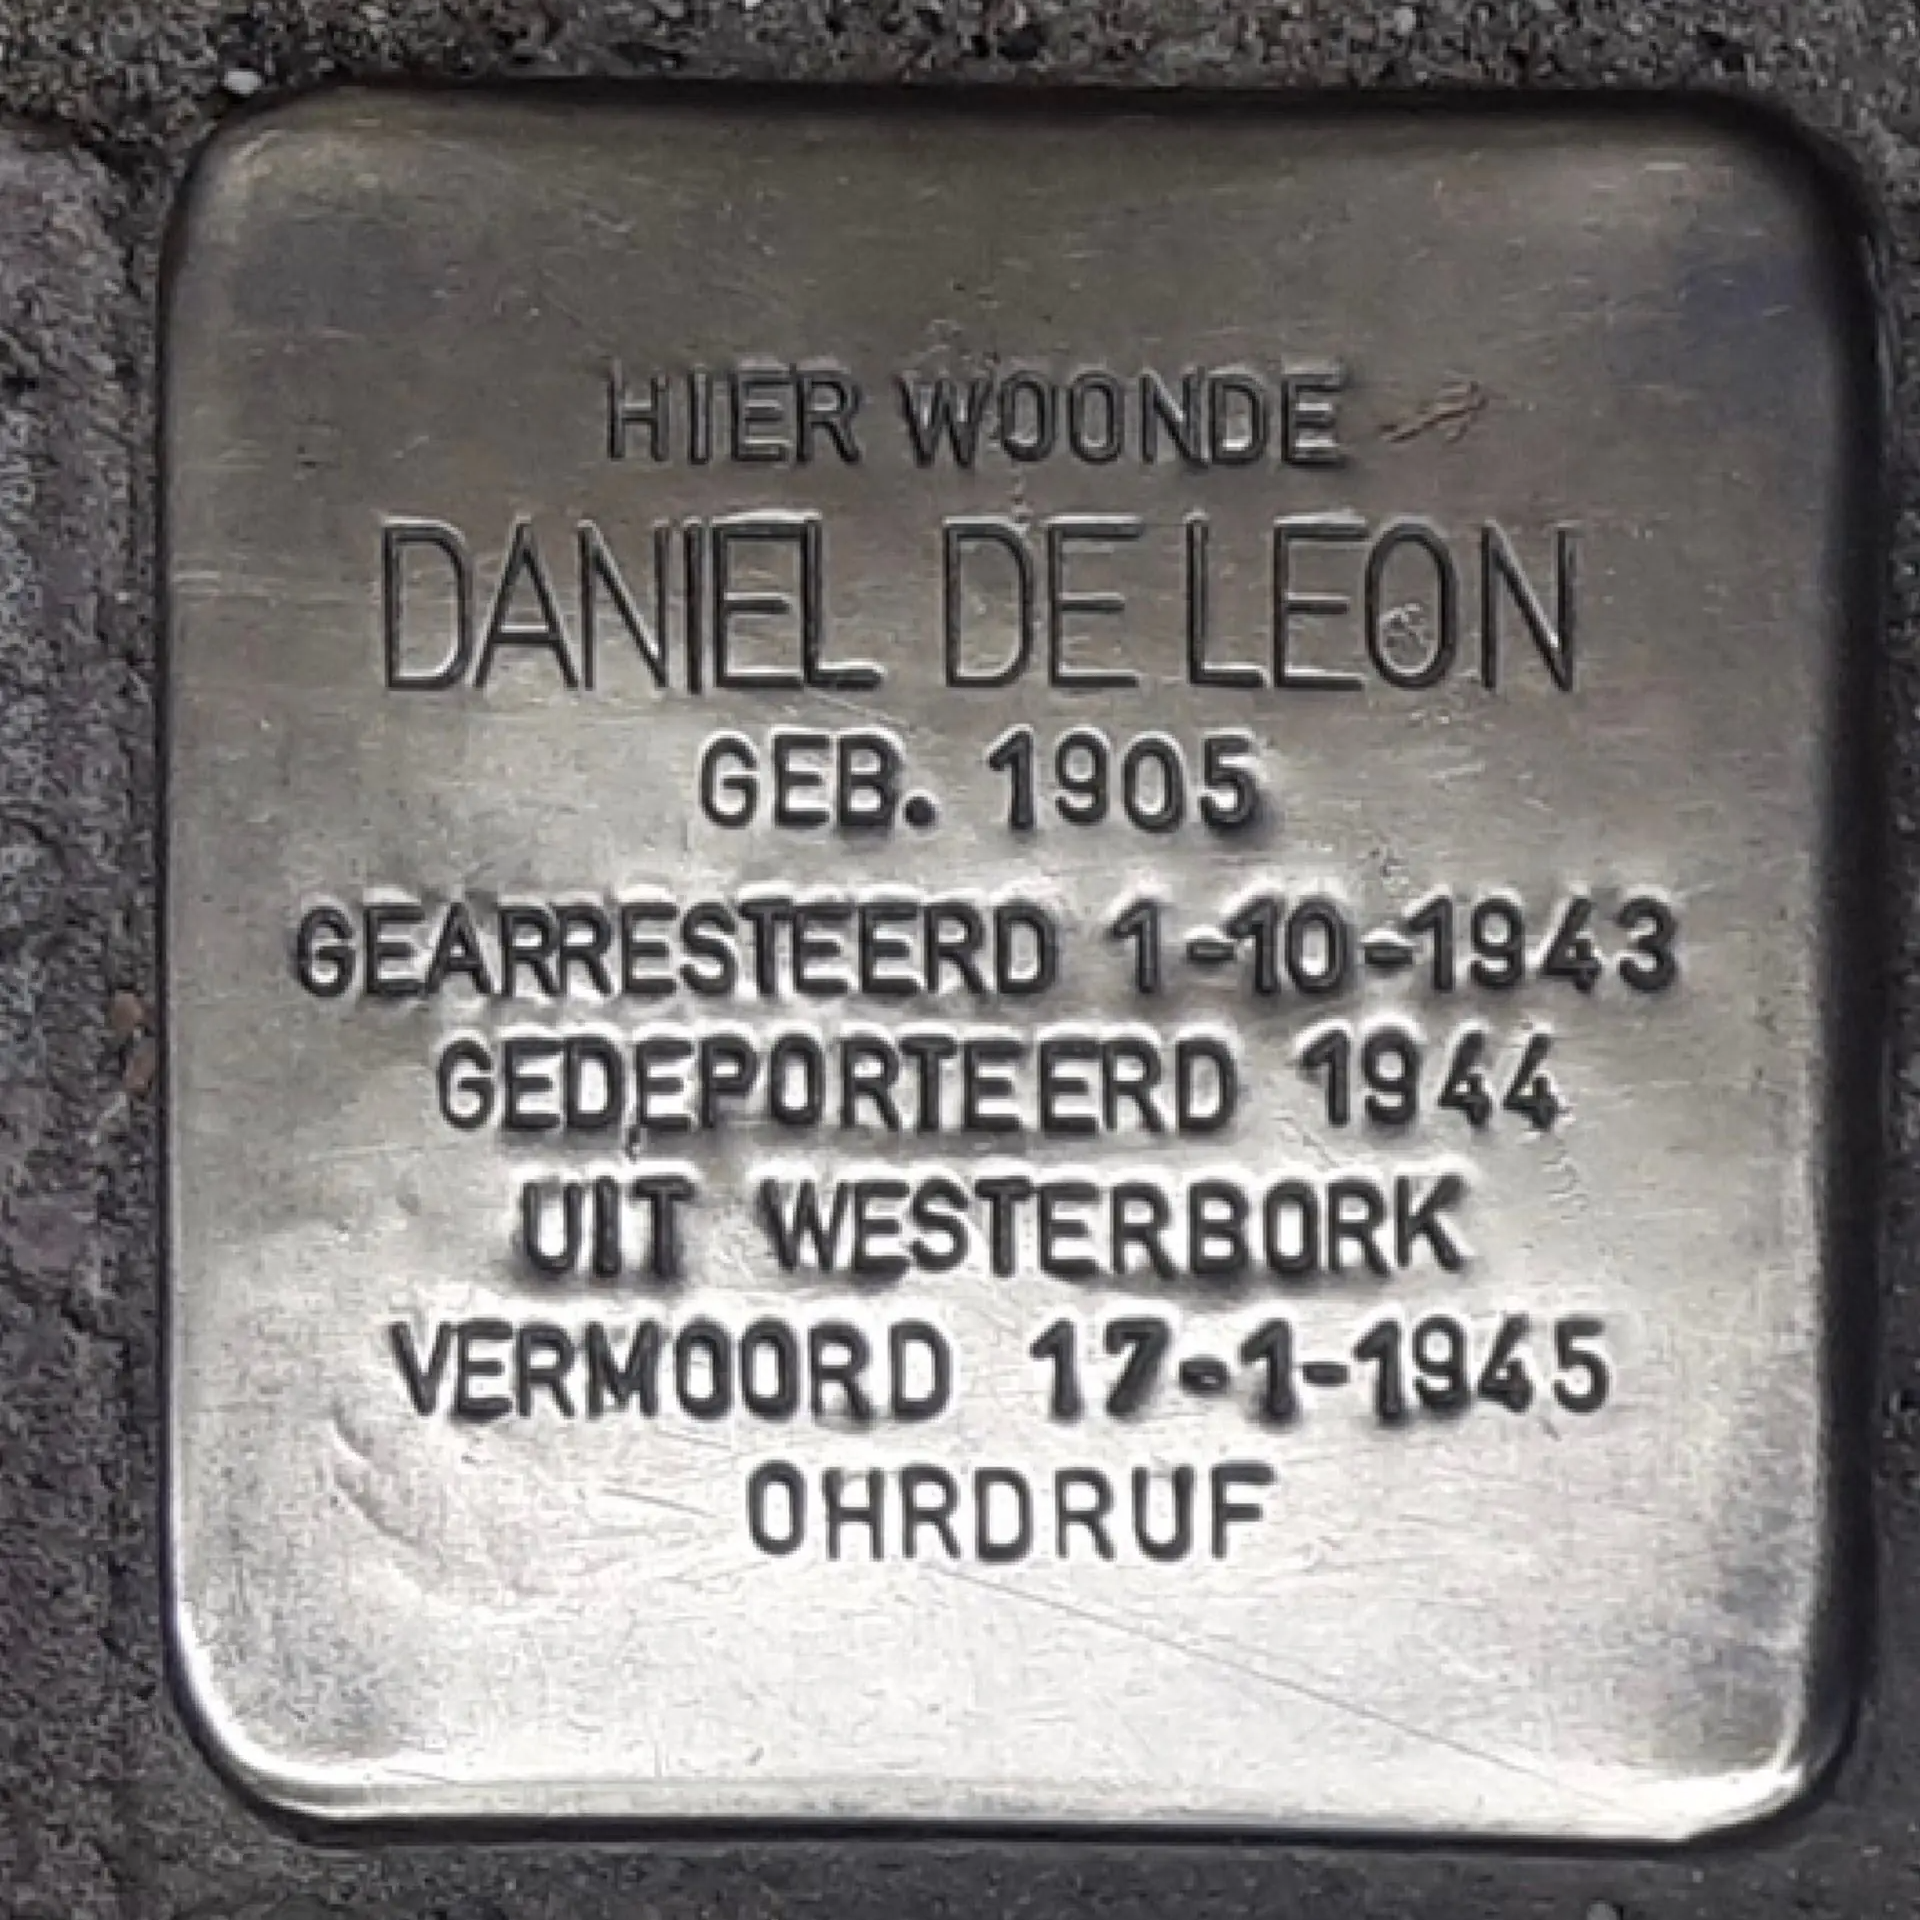 HIER WOONDE
DANIEL DE LEON
GEB. 1905
GEARRESTEERD 1-10-1943
GEDEPORTEERD 1944
UIT WESTERBORK
VERMOORD 17-1-1945
OHRDRUF